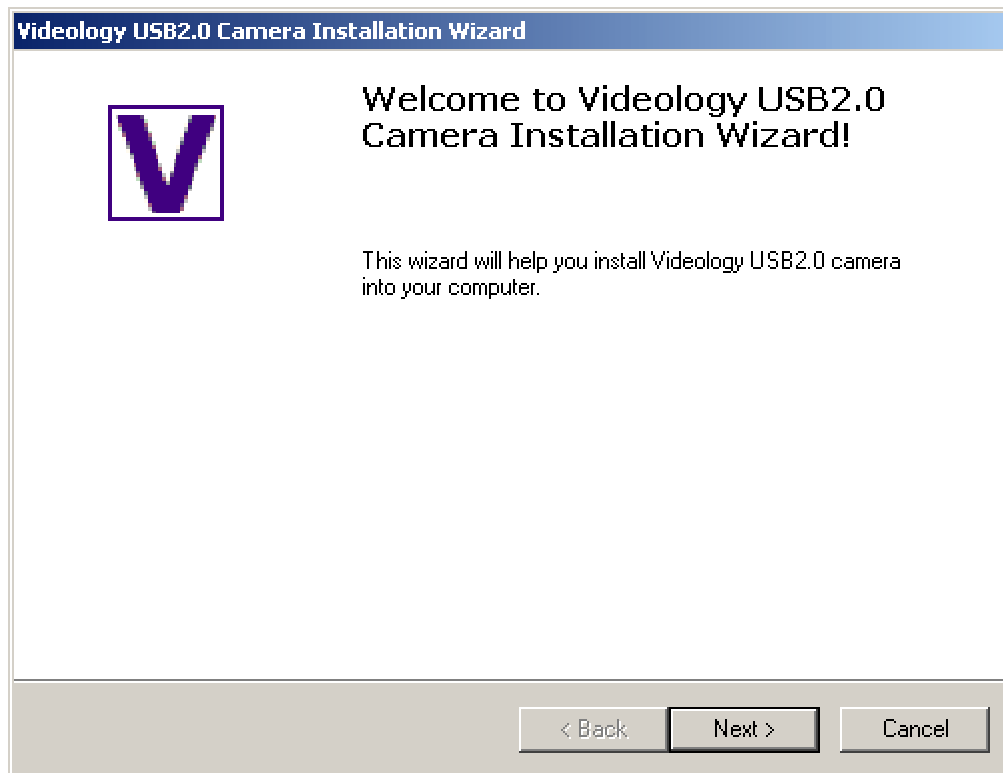 Videology USB2.0 Camera Installation Wizard
V
Welcome to Videology USB2.0
Camera Installation Wizard!
This wizard will help you install Videology USB2.0 camera
into your computer.
< Back
Next >
Cancel